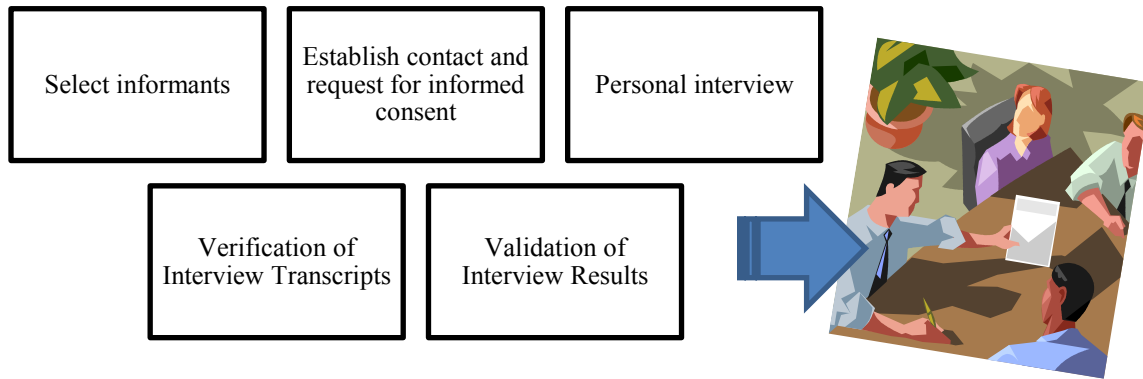 Select informants
Establish contact and
request for informed
consent
Personal interview
Verification of
Interview Transcripts
Validation of
Interview Results